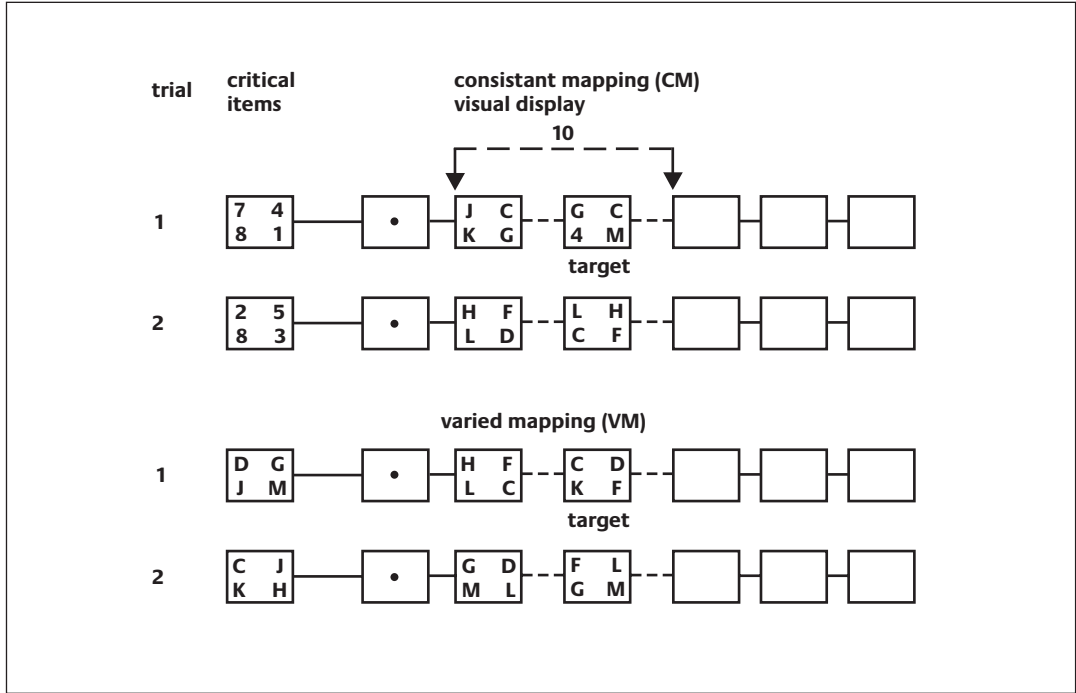 trial critical items consistant mapping (CM)
visual display
10
1 7 4 J C G C
8 1 K G 4 M
target
2 2 5 H F L H
8 3 L D C F
varied mapping (VM)
1 D G H F C D
J M L C K F
target
2 C J G D F L
K H M L G M